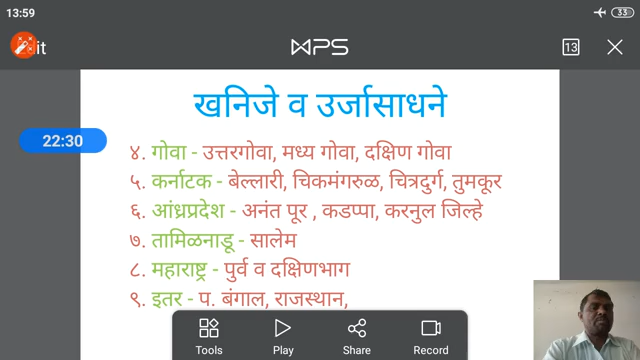 13:59
33
Edit
WPS
13
खनिजे व उर्जासाधने
22:30
४. गोवा - उत्तरगोवा, मध्य गोवा, दक्षिण गोवा
५. कर्नाटक - बेल्लारी, चिकमंगरुळ, चित्रदुर्ग, तुमकूर
६. आंध्रप्रदेश - अनंत पूर , कडप्पा, करनुल जिल्हे
७. तामिळनाडू - सालेम
८. महाराष्ट्र - पुर्व व दक्षिणभाग
९. इतर - प. बंगाल, राजस्थान,
Tools Play Share Record